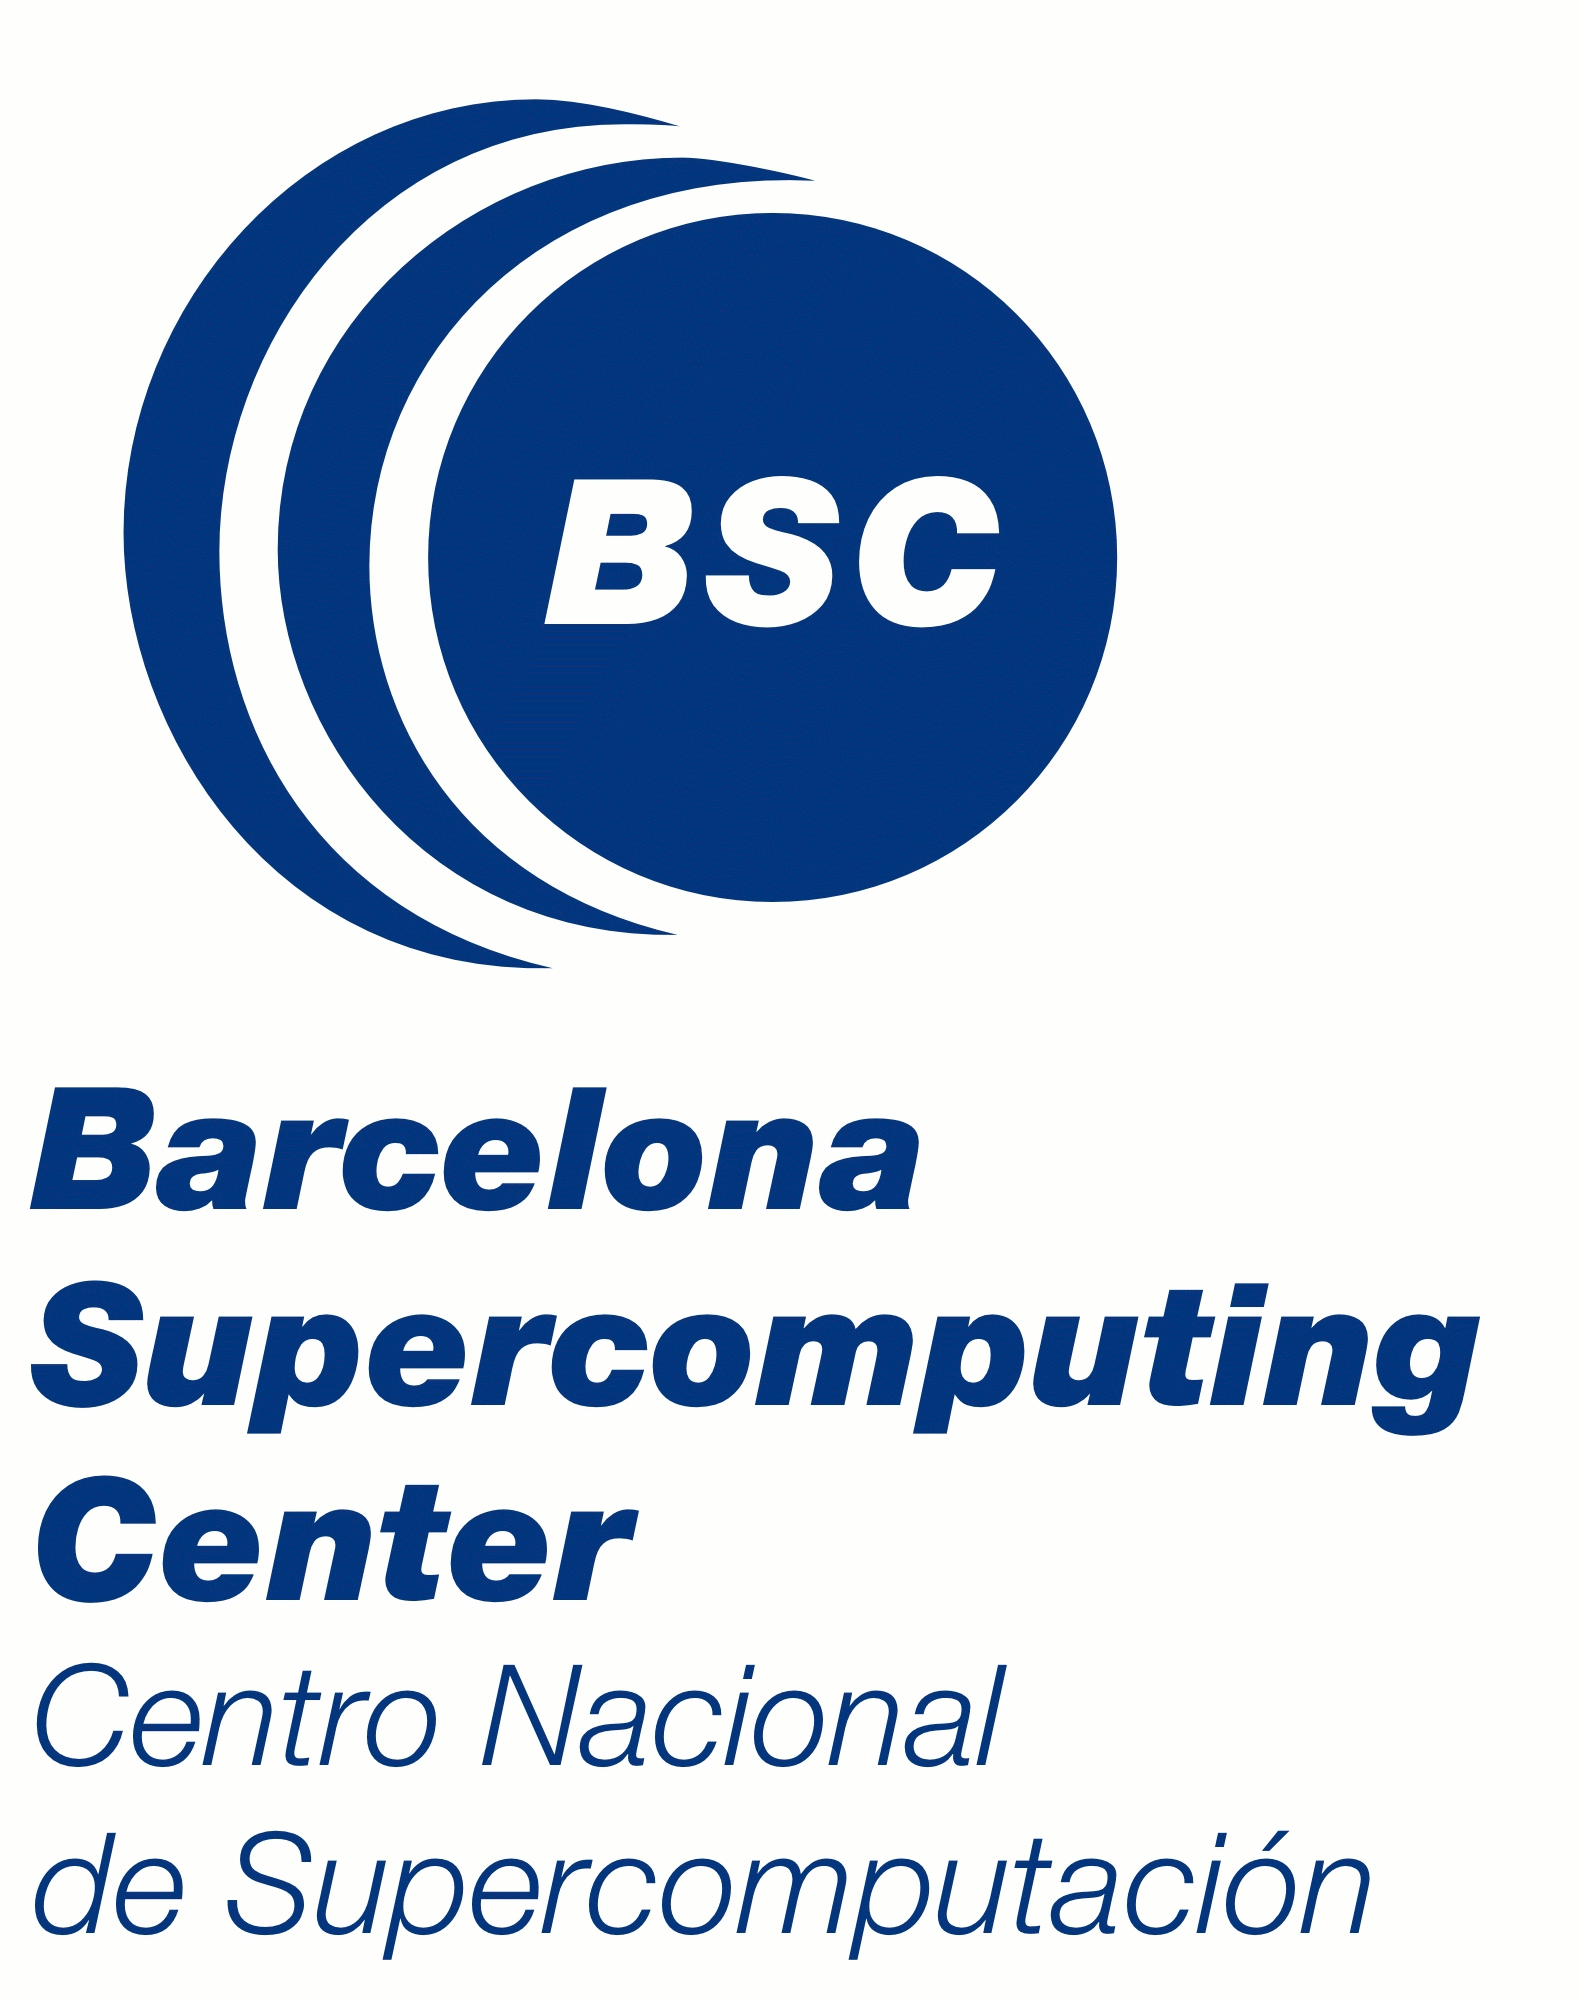 BSC
Barcelona
Supercomputing
Center
Centro Nacional
de Supercomputación